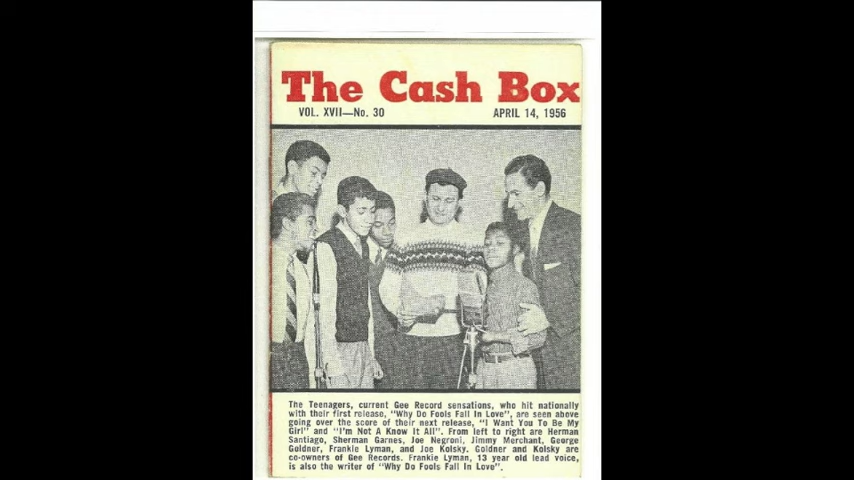 The Cash Box
VOL. XVII—No. 30 APRIL 14, 1956
The Teenagers, current Gee Record sensations, who hit nationally
with their first release, "Why Do Fools Fall In Love", are seen above
going over the score of their next release, "I Want You To Be My
Girl" and "I'm Not A Know It All". From left to right are Herman
Santiago, Sherman Garnes, Joe Negroni, Jimmy Merchant, George
Goldner, Frankie Lyman, and Joe Kolsky. Goldner and Kolsky are
co-owners of Gee Records. Frankie Lyman, 13 year old lead voice,
is also the writer of "Why Do Fools Fall In Love".